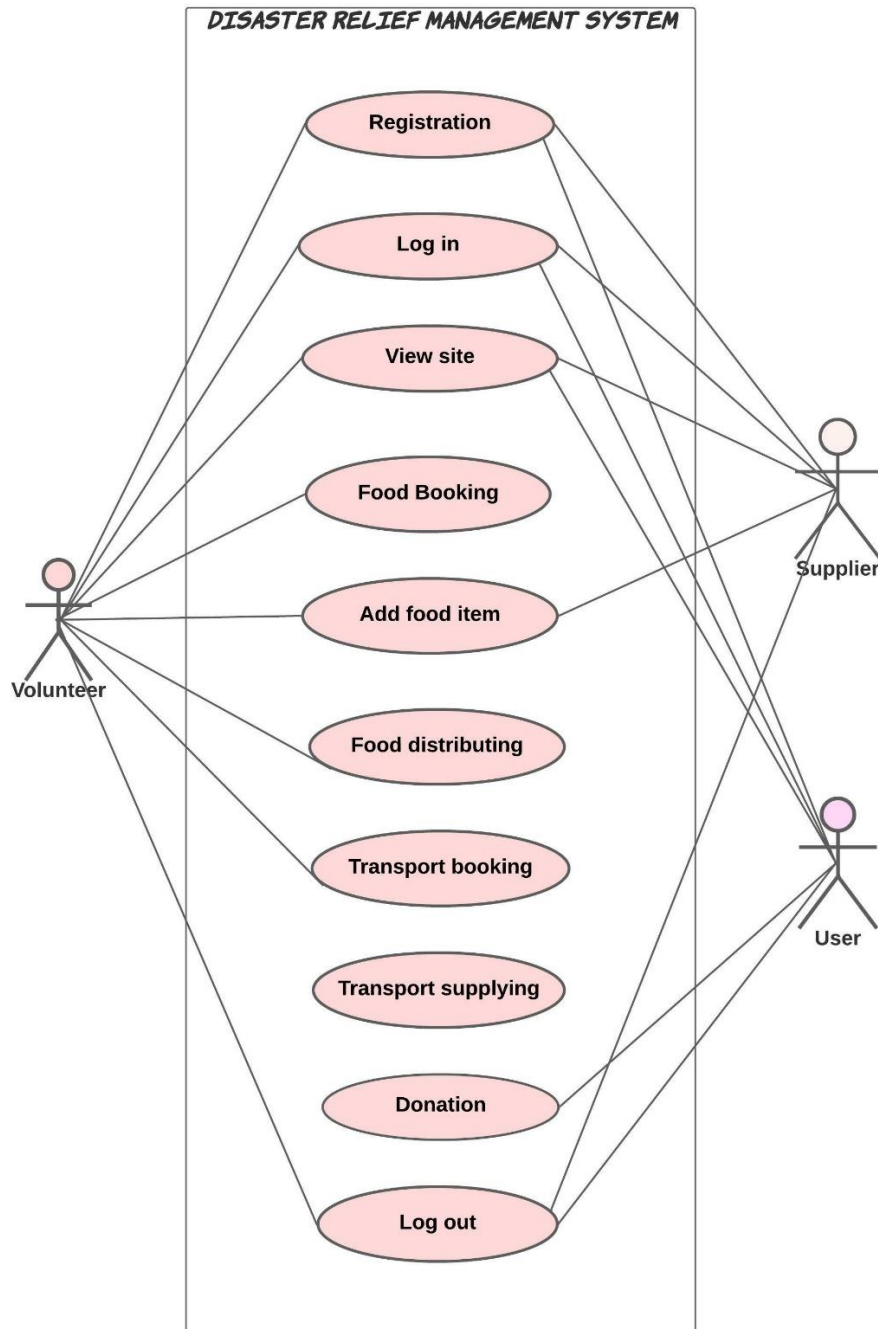 DISASTER RELIEF MANAGEMENT SYSTEM
Registration
Log in
View site
Food Booking
Supplier
Add food item
Volunteer
Food distributing
Transport booking
User
Transport supplying
Donation
Log out